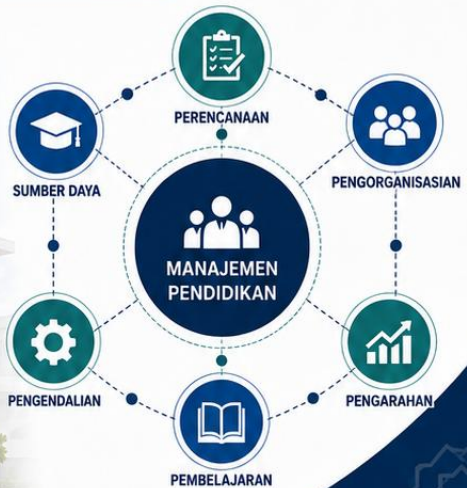 PERENCANAAN
SUMBER DAYA
PENGORGANISASIAN
MANAJEMEN
PENDIDIKAN
PENGENDALIAN
PENGARAHAN
PEMBELAJARAN